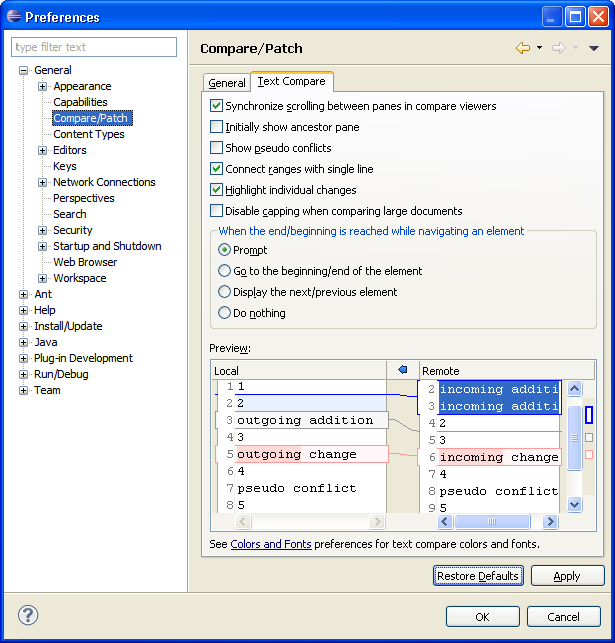 Preferences
type filter text
General
Appearance
Capabilities
Compare/Patch
Content Types
Editors
Keys
Network Connections
Perspectives
Search
Security
Startup and Shutdown
Web Browser
Workspace
Ant
Help
Install/Update
Java
Plug-in Development
Run/Debug
Team
Compare/Patch
General
Text Compare
Synchronize scrolling between panes in compare viewers
Initially show ancestor pane
Show pseudo conflicts
Connect ranges with single line
Highlight individual changes
Disable capping when comparing large documents
When the end/beginning is reached while navigating an element
Prompt
Go to the beginning/end of the element
Display the next/previous element
Do nothing
Preview:
Local
1 1
2 2
3 outgoing addition
4 3
5 outgoing change
6 4
7 pseudo conflict
8 5
Remote
2 incoming additi
3 incoming additi
4 2
5 3
6 incoming change
7 4
8 pseudo conflict
9 5
See Colors and Fonts preferences for text compare colors and fonts.
Restore Defaults
Apply
?
OK
Cancel